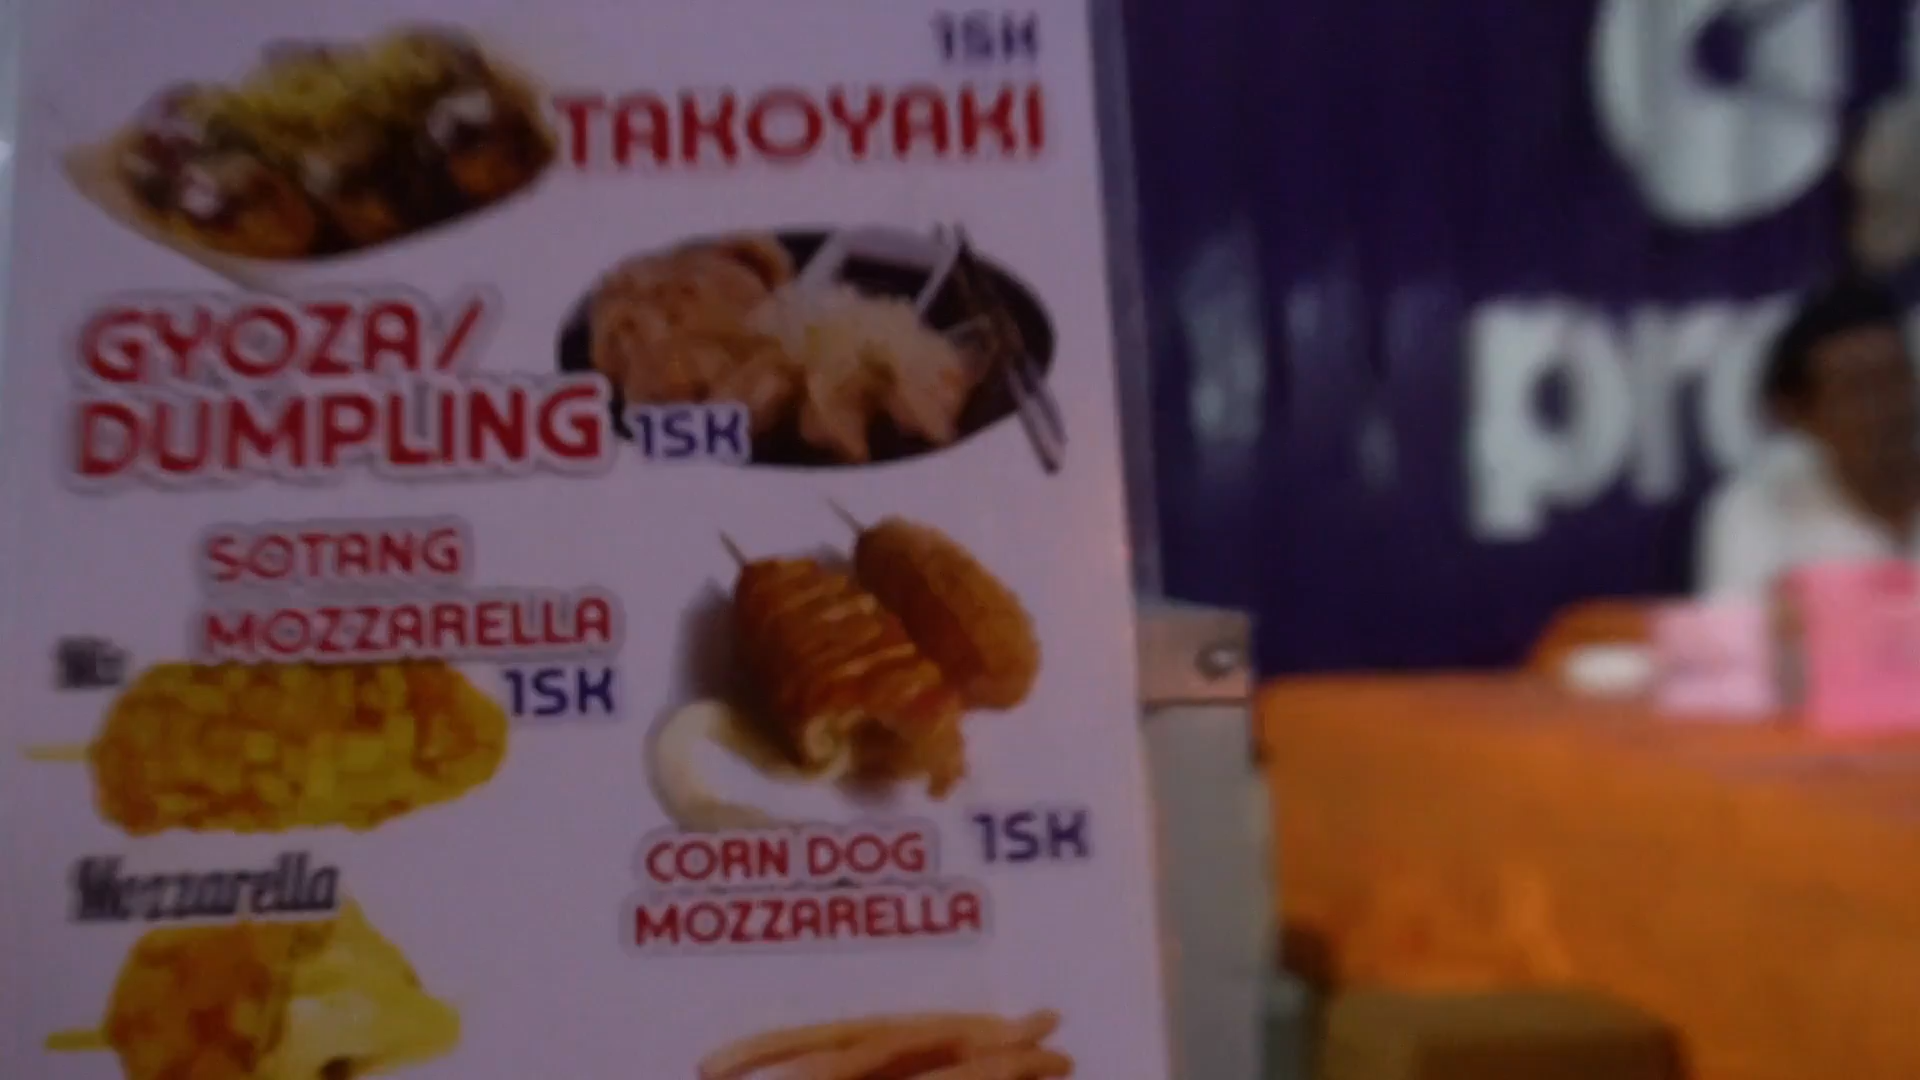 15K
TAKOYAKI
GYOZA/
DUMPLING 15K
SOTANG
MOZZARELLA
15K
Mozzarella
CORN DOG 15K
MOZZARELLA